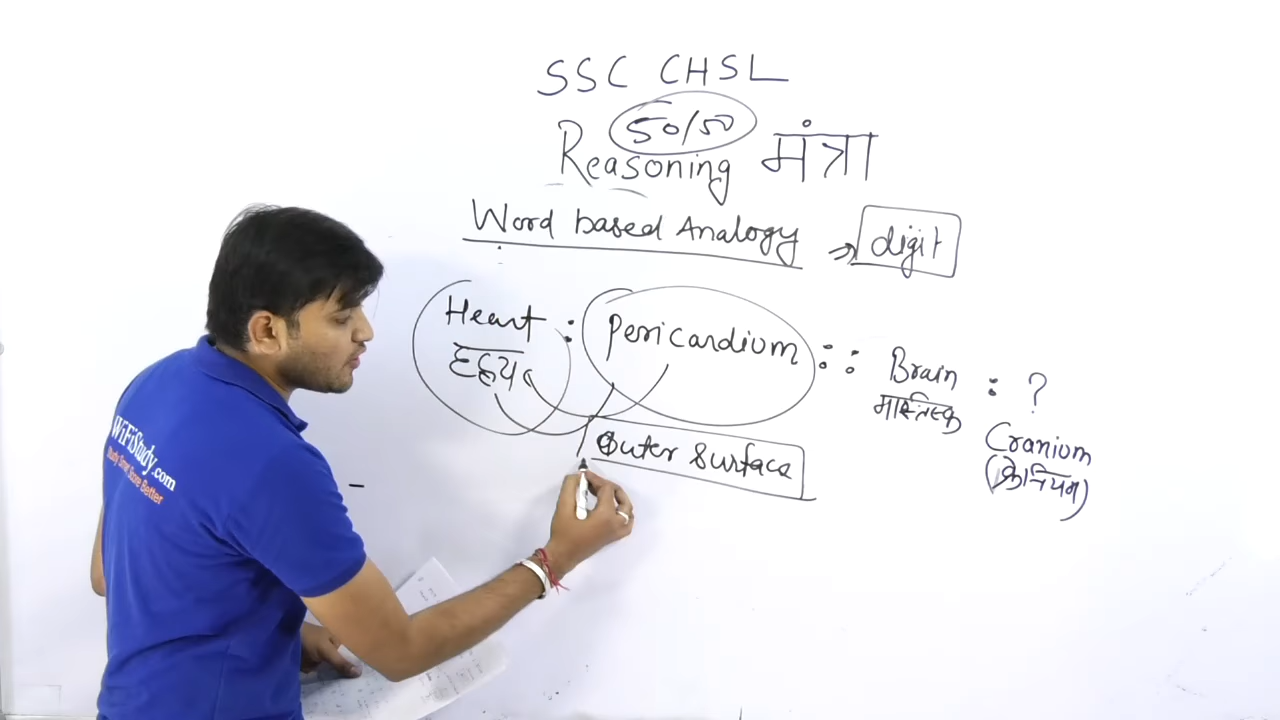 SSC CHSL
50/50
Reasoning मंत्रा
Word based Analogy → digit
Heart : Pericardium :: Brain : ?
हृदय
मास्तिस्क
Cranium
(क्रेनियम)
Outer Surface
WiFiStudy.com
Study Smart Score Better